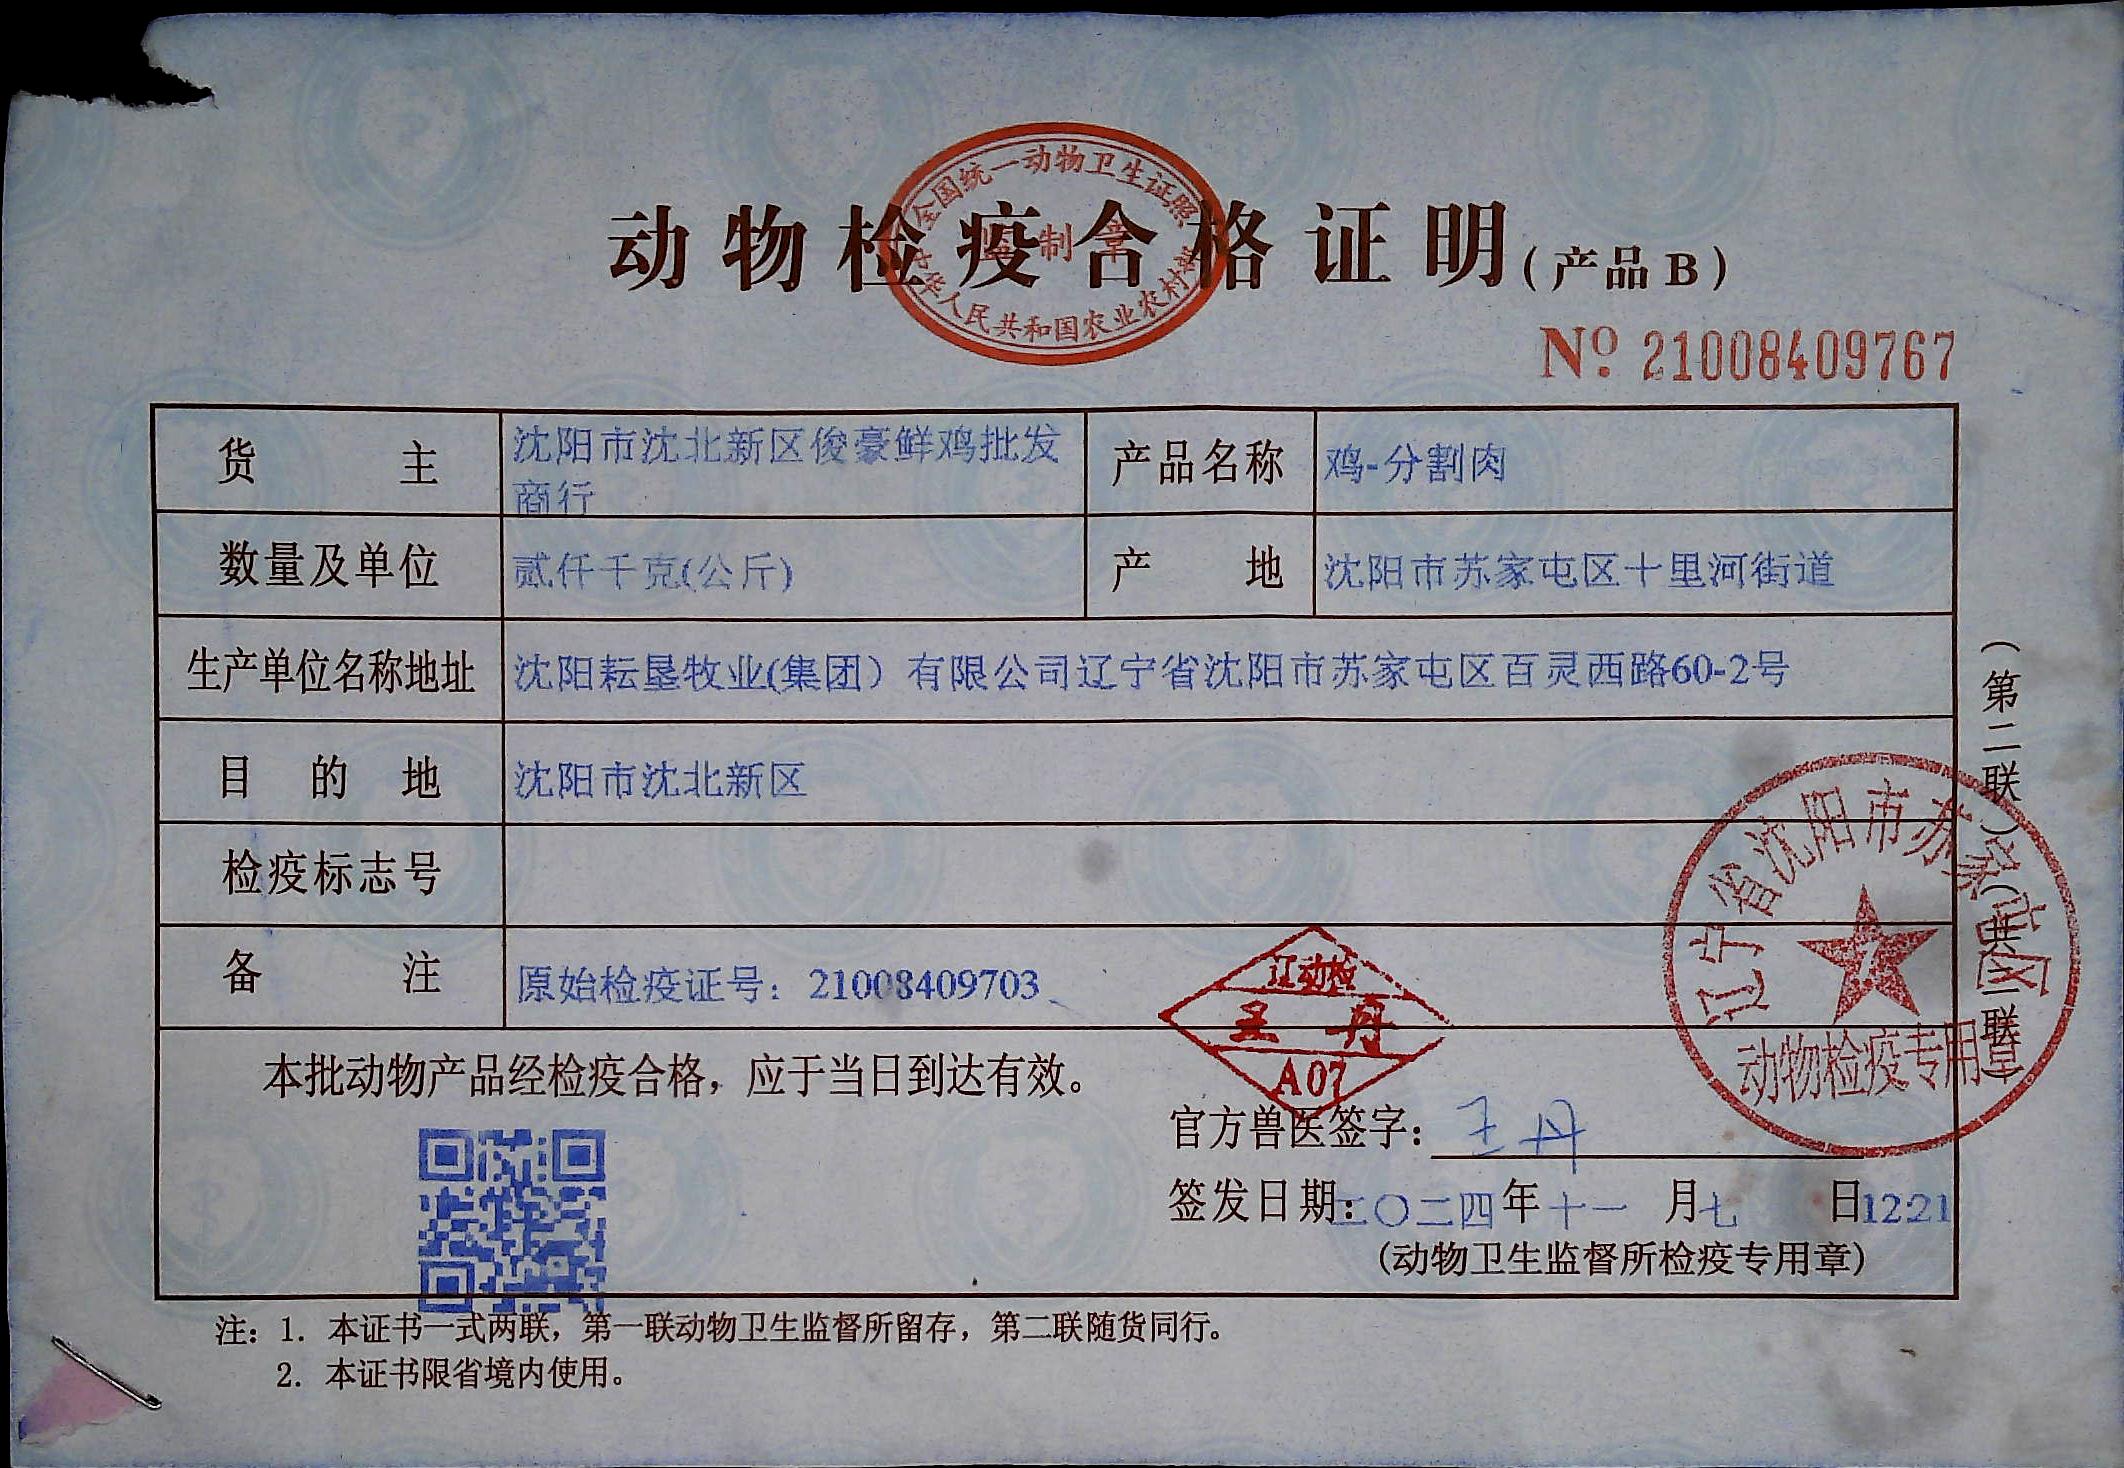 全国统一动物卫生证照
监制章
中华人民共和国农业农村部
动物检疫合格证明(产品B)
№ 21008409767
货主 沈阳市沈北新区俊豪鲜鸡批发
商行
产品名称 鸡-分割肉
数量及单位 贰仟千克(公斤)
产地 沈阳市苏家屯区十里河街道
生产单位名称地址 沈阳耘垦牧业(集团）有限公司辽宁省沈阳市苏家屯区百灵西路60-2号
目的地 沈阳市沈北新区
检疫标志号
备注 原始检疫证号：21008409703
本批动物产品经检疫合格，应于当日到达有效。
辽动检
王丹
A07
官方兽医签字：王丹
签发日期：二〇二四年十一月七日1221
(动物卫生监督所检疫专用章)
辽宁省沈阳市苏家屯区
动物检疫专用章
1
(第二联)(共二联)
注：1. 本证书一式两联，第一联动物卫生监督所留存，第二联随货同行。
2. 本证书限省境内使用。